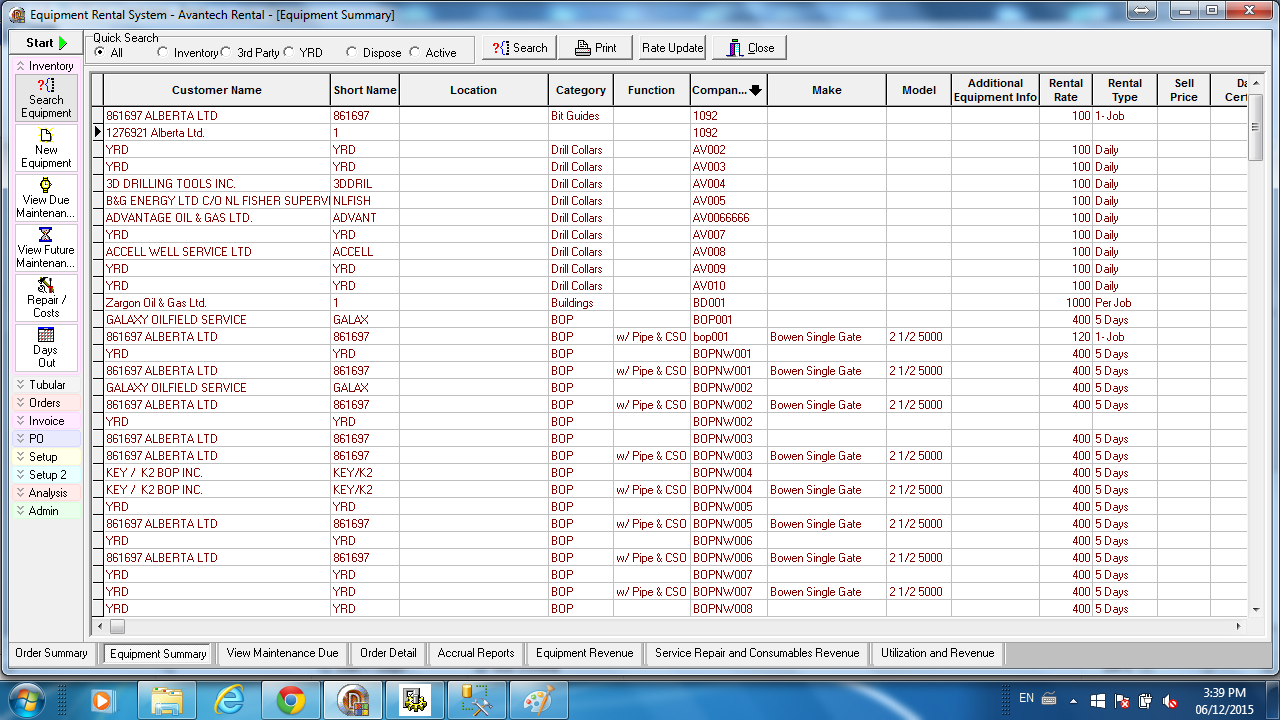 Equipment Rental System - Avantech Rental - [Equipment Summary]
Start
Quick Search
All Inventory 3rd Party YRD Dispose Active
Search Print Rate Update Close
Inventory
Search Equipment
New Equipment
View Due Maintenan...
View Future Maintenan...
Repair / Costs
Days Out
Tubular
Orders
Invoice
PO
Setup
Setup 2
Analysis
Admin
Customer Name Short Name Location Category Function Compan... Make Model Additional Equipment Info Rental Rate Rental Type Sell Price
861697 ALBERTA LTD 861697 Bit Guides 1092 100 1- Job
1276921 Alberta Ltd. 1 1092
YRD YRD Drill Collars AV002 100 Daily
YRD YRD Drill Collars AV003 100 Daily
3D DRILLING TOOLS INC. 3DDRIL Drill Collars AV004 100 Daily
B&G ENERGY LTD C/O NL FISHER SUPERVI NLFISH Drill Collars AV005 100 Daily
ADVANTAGE OIL & GAS LTD. ADVANT Drill Collars AV0066666 100 Daily
YRD YRD Drill Collars AV007 100 Daily
ACCELL WELL SERVICE LTD ACCELL Drill Collars AV008 100 Daily
YRD YRD Drill Collars AV009 100 Daily
YRD YRD Drill Collars AV010 100 Daily
Zargon Oil & Gas Ltd. 1 Buildings BD001 1000 Per Job
GALAXY OILFIELD SERVICE GALAX BOP BOP001 400 5 Days
861697 ALBERTA LTD 861697 BOP w/ Pipe & CSO bop001 Bowen Single Gate 2 1/2 5000 120 1- Job
YRD YRD BOP BOPNW001 400 5 Days
861697 ALBERTA LTD 861697 BOP w/ Pipe & CSO BOPNW001 Bowen Single Gate 2 1/2 5000 400 5 Days
GALAXY OILFIELD SERVICE GALAX BOP BOPNW002 400 5 Days
861697 ALBERTA LTD 861697 BOP w/ Pipe & CSO BOPNW002 Bowen Single Gate 2 1/2 5000 400 5 Days
YRD YRD BOP BOPNW002 400 5 Days
861697 ALBERTA LTD 861697 BOP BOPNW003 400 5 Days
861697 ALBERTA LTD 861697 BOP w/ Pipe & CSO BOPNW003 Bowen Single Gate 2 1/2 5000 400 5 Days
KEY / K2 BOP INC. KEY/K2 BOP BOPNW004 400 5 Days
KEY / K2 BOP INC. KEY/K2 BOP w/ Pipe & CSO BOPNW004 Bowen Single Gate 2 1/2 5000 400 5 Days
YRD YRD BOP BOPNW005 400 5 Days
861697 ALBERTA LTD 861697 BOP w/ Pipe & CSO BOPNW005 Bowen Single Gate 2 1/2 5000 400 5 Days
YRD YRD BOP BOPNW006 400 5 Days
861697 ALBERTA LTD 861697 BOP w/ Pipe & CSO BOPNW006 Bowen Single Gate 2 1/2 5000 400 5 Days
YRD YRD BOP BOPNW007 400 5 Days
YRD YRD BOP w/ Pipe & CSO BOPNW007 Bowen Single Gate 2 1/2 5000 400 5 Days
YRD YRD BOP BOPNW008 400 5 Days
Order Summary Equipment Summary View Maintenance Due Order Detail Accrual Reports Equipment Revenue Service Repair and Consumables Revenue Utilization and Revenue
EN 3:39 PM
06/12/2015